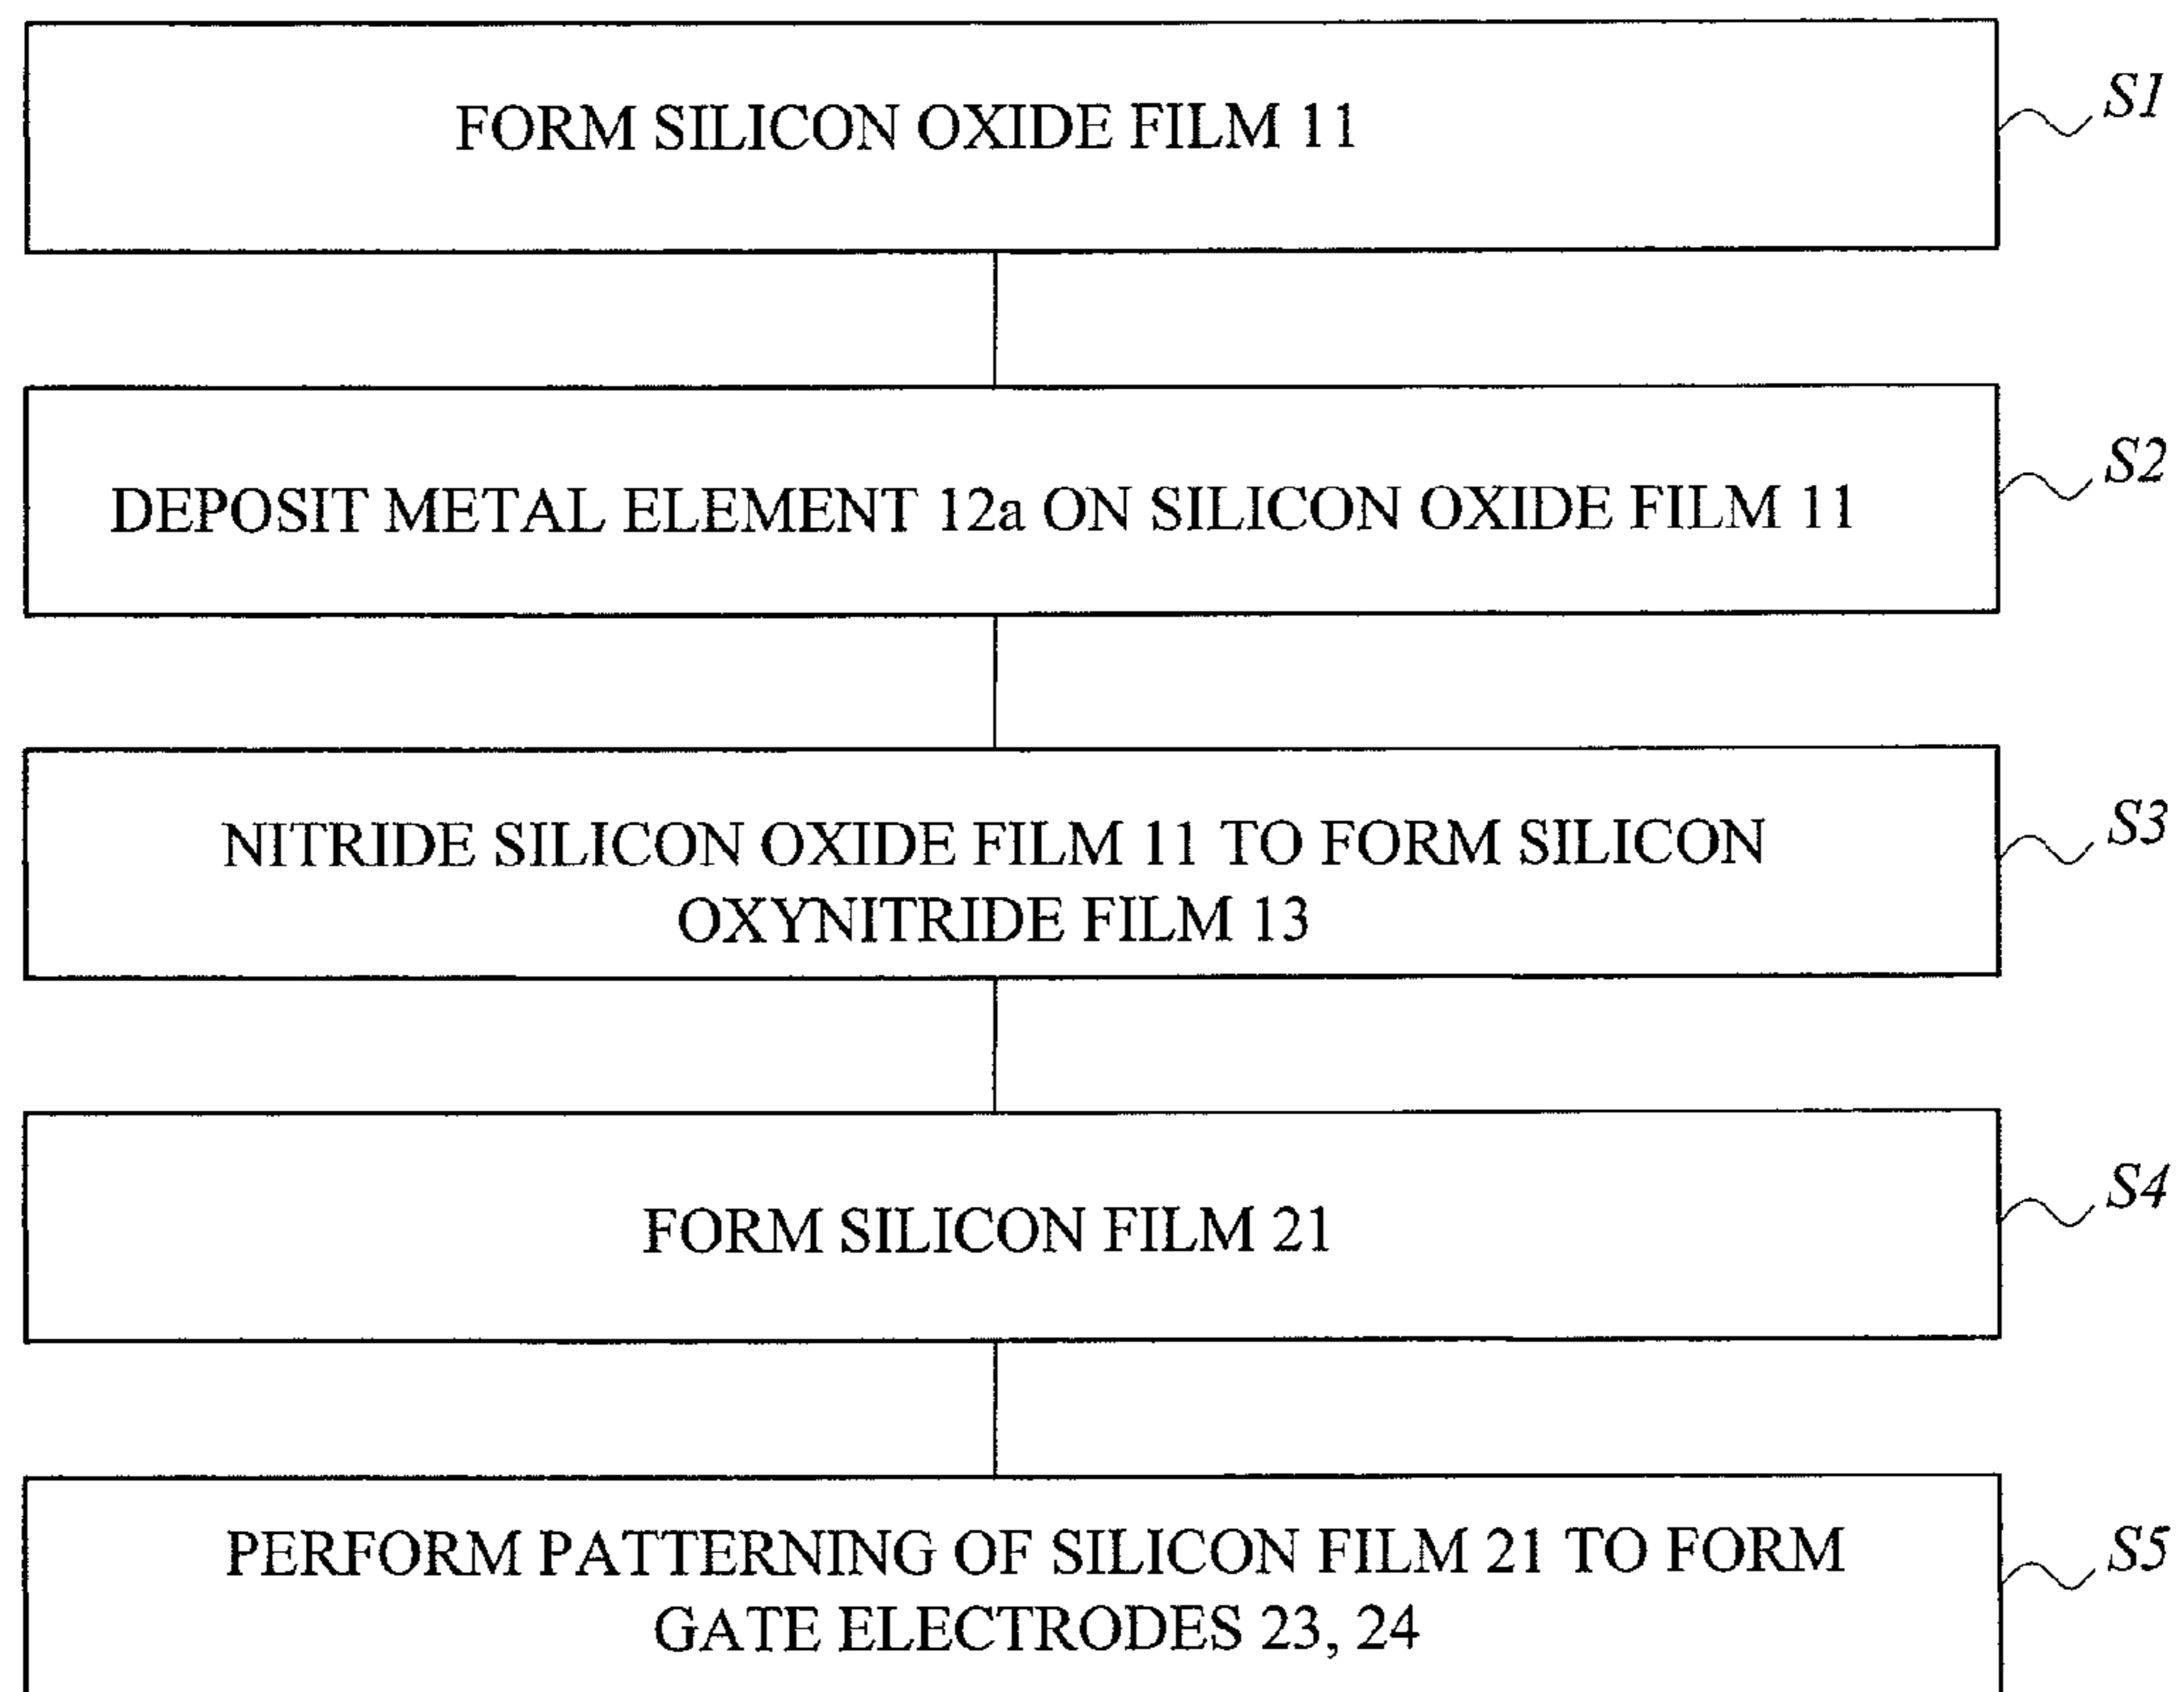 FORM SILICON OXIDE FILM 11
S1
DEPOSIT METAL ELEMENT 12a ON SILICON OXIDE FILM 11
S2
NITRIDE SILICON OXIDE FILM 11 TO FORM SILICON
OXYNITRIDE FILM 13
S3
FORM SILICON FILM 21
S4
PERFORM PATTERNING OF SILICON FILM 21 TO FORM
GATE ELECTRODES 23, 24
S5